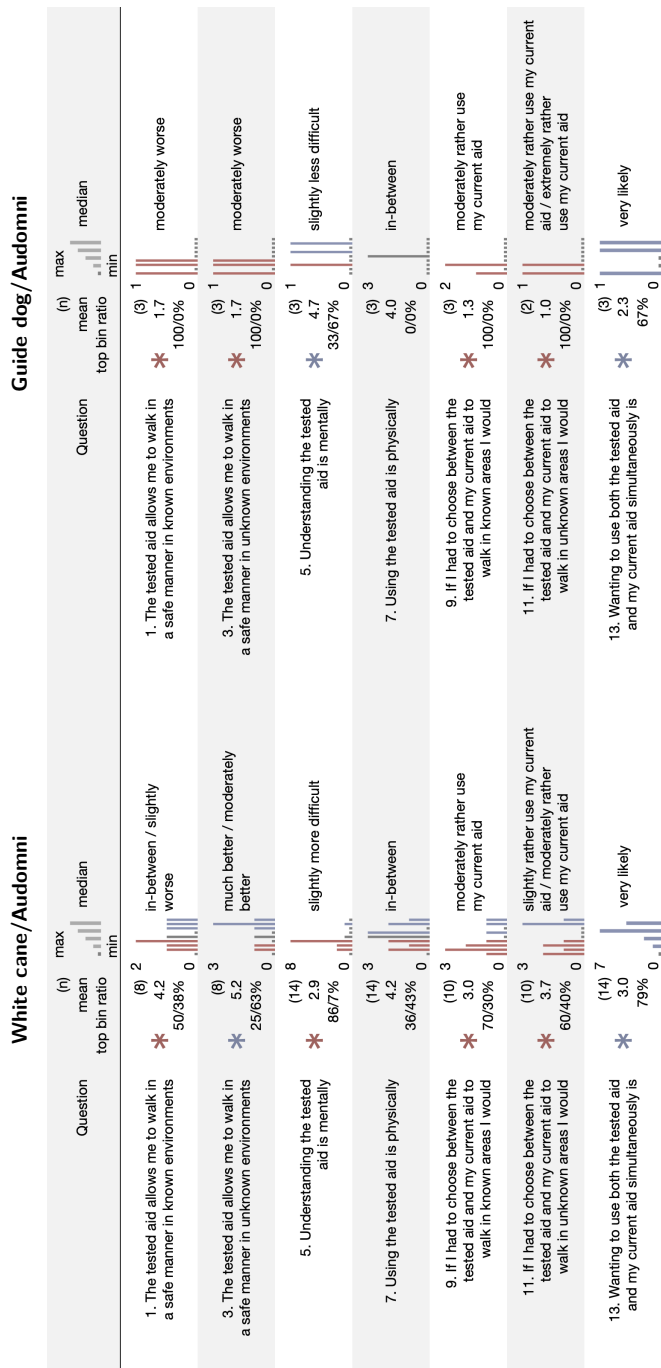 White cane/Audomni
Question
(n)
mean
top bin ratio
max
min
median
1. The tested aid allows me to walk in
a safe manner in known environments
(8)
4.2
50/38%
2
0
in-between / slightly
worse
3. The tested aid allows me to walk in
a safe manner in unknown environments
(8)
5.2
25/63%
3
0
much better / moderately
better
5. Understanding the tested
aid is mentally
(14)
2.9
86/7%
8
0
slightly more difficult
7. Using the tested aid is physically
(14)
4.2
36/43%
3
0
in-between
9. If I had to choose between the
tested aid and my current aid to
walk in known areas I would
(10)
3.0
70/30%
3
0
moderately rather use
my current aid
11. If I had to choose between the
tested aid and my current aid to
walk in unknown areas I would
(10)
3.7
60/40%
3
0
slightly rather use my current
aid / moderately rather
use my current aid
13. Wanting to use both the tested aid
and my current aid simultaneously is
(14)
3.0
79%
7
0
very likely
Guide dog/Audomni
Question
(n)
mean
top bin ratio
max
min
median
1. The tested aid allows me to walk in
a safe manner in known environments
(3)
1.7
100/0%
1
0
moderately worse
3. The tested aid allows me to walk in
a safe manner in unknown environments
(3)
1.7
100/0%
1
0
moderately worse
5. Understanding the tested
aid is mentally
(3)
4.7
33/67%
1
0
slightly less difficult
7. Using the tested aid is physically
(3)
4.0
0/0%
3
0
in-between
9. If I had to choose between the
tested aid and my current aid to
walk in known areas I would
(3)
1.3
100/0%
2
0
moderately rather use
my current aid
11. If I had to choose between the
tested aid and my current aid to
walk in unknown areas I would
(2)
1.0
100/0%
1
0
moderately rather use my current
aid / extremely rather
use my current aid
13. Wanting to use both the tested aid
and my current aid simultaneously is
(3)
2.3
67%
1
0
very likely